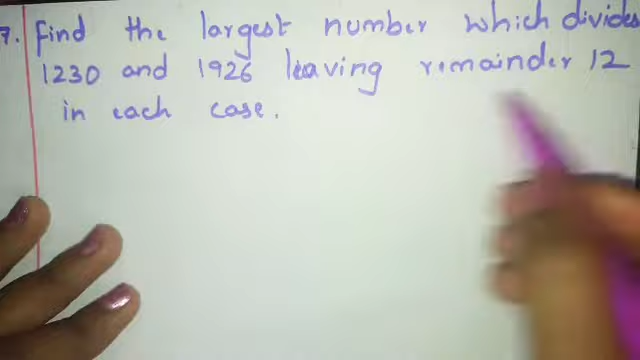 7. Find the largest number which divides
1230 and 1926 leaving remainder 12
in each case.